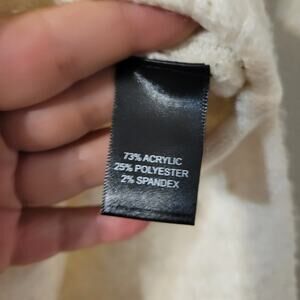 73% ACRYLIC
25% POLYESTER
2% SPANDEX